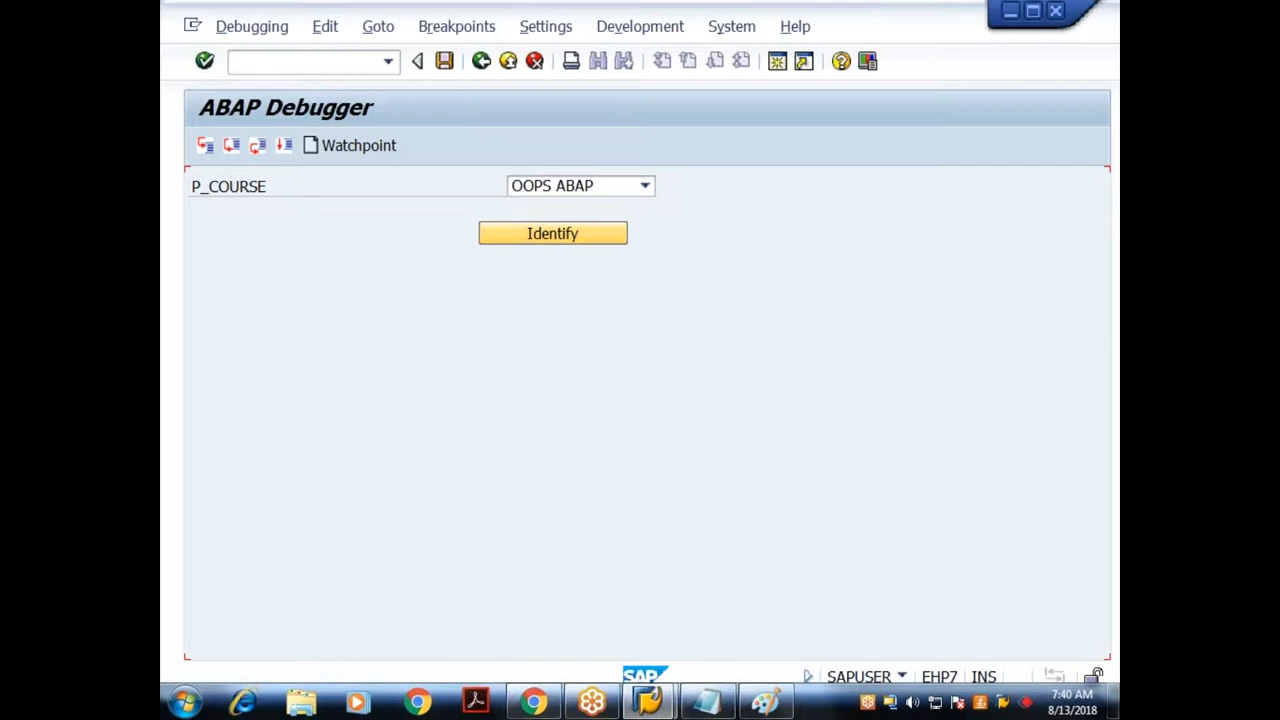 Debugging Edit Goto Breakpoints Settings Development System Help
ABAP Debugger
Watchpoint
P_COURSE OOPS ABAP
Identify
SAP SAPUSER EHP7 INS
7:40 AM
8/13/2018